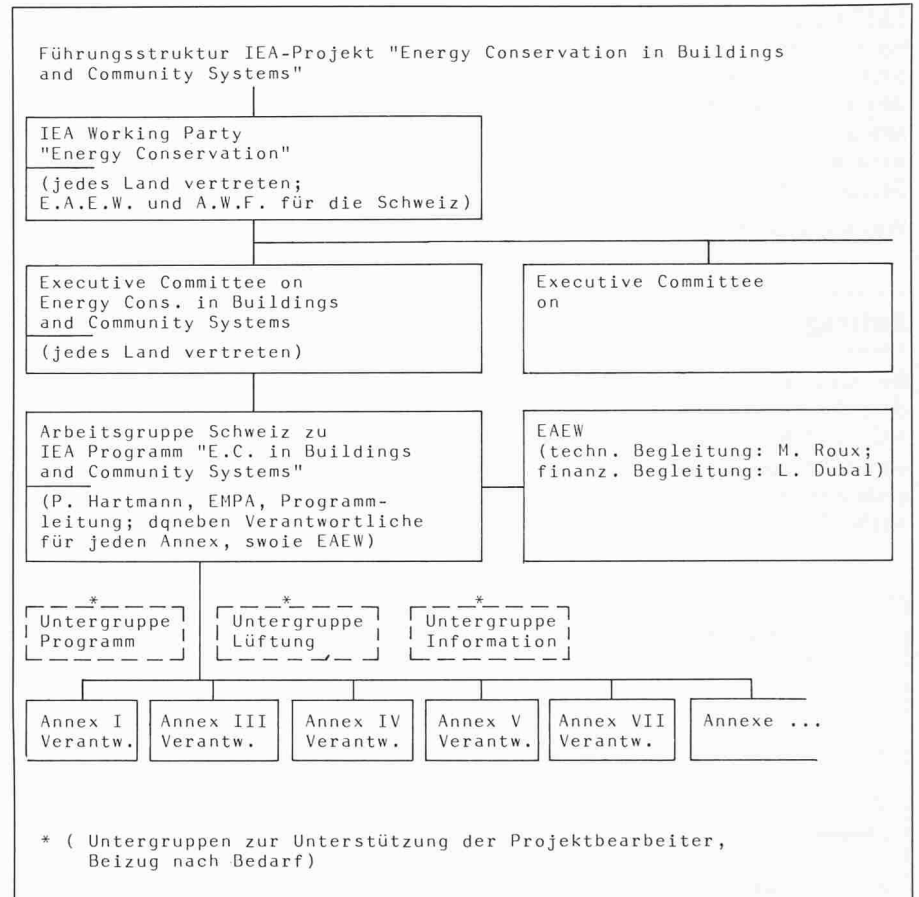 Führungsstruktur IEA-Projekt "Energy Conservation in Buildings
and Community Systems"
IEA Working Party
"Energy Conservation"
(jedes Land vertreten;
E.A.E.W. und A.W.F. für die Schweiz)
Executive Committee on
Energy Cons. in Buildings
and Community Systems
(jedes Land vertreten)
Executive Committee
on
Arbeitsgruppe Schweiz zu
IEA Programm "E.C. in Buildings
and Community Systems"
(P. Hartmann, EMPA, Programm-
leitung; dqneben Verantwortliche
für jeden Annex, swoie EAEW)
EAEW
(techn. Begleitung: M. Roux;
finanz. Begleitung: L. Dubal)
*
Untergruppe
Programm
*
Untergruppe
Lüftung
*
Untergruppe
Information
Annex I
Verantw.
Annex III
Verantw.
Annex IV
Verantw.
Annex V
Verantw.
Annex VII
Verantw.
Annexe ...
* ( Untergruppen zur Unterstützung der Projektbearbeiter,
Beizug nach Bedarf)